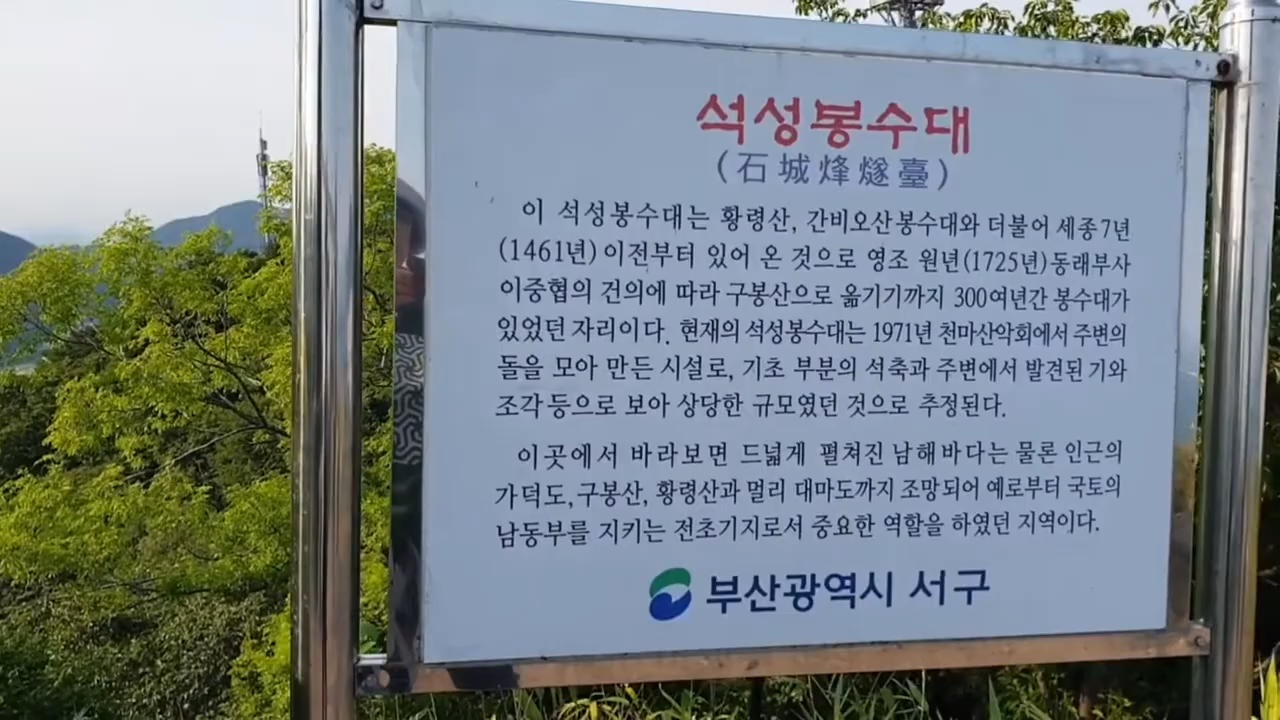 석성봉수대
(石城烽燧臺)
이 석성봉수대는 황령산, 간비오산봉수대와 더불어 세종7년
(1461년) 이전부터 있어 온 것으로 영조 원년(1725년) 동래부사
이중협의 건의에 따라 구봉산으로 옮기기까지 300여년간 봉수대가
있었던 자리이다. 현재의 석성봉수대는 1971년 천마산악회에서 주변의
돌을 모아 만든 시설로, 기초 부분의 석축과 주변에서 발견된 기와
조각등으로 보아 상당한 규모였던 것으로 추정된다.
이곳에서 바라보면 드넓게 펼쳐진 남해바다는 물론 인근의
가덕도, 구봉산, 황령산과 멀리 대마도까지 조망되어 예로부터 국토의
남동부를 지키는 전초기지로서 중요한 역할을 하였던 지역이다.
부산광역시 서구